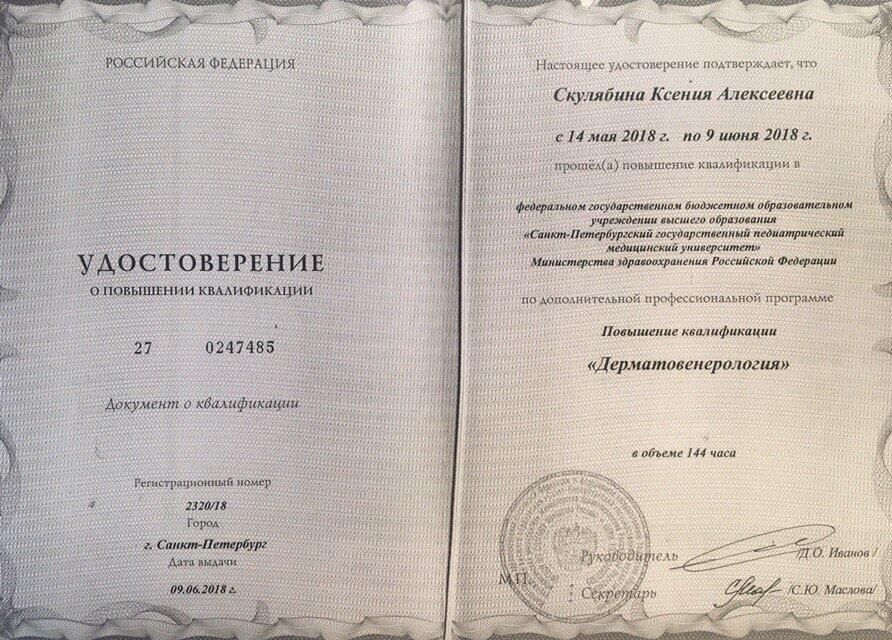 РОССИЙСКАЯ ФЕДЕРАЦИЯ
УДОСТОВЕРЕНИЕ
О ПОВЫШЕНИИ КВАЛИФИКАЦИИ
27 0247485
Документ о квалификации
Регистрационный номер
2320/18
Город
г. Санкт-Петербург
Дата выдачи
09.06.2018 г.
Настоящее удостоверение подтверждает, что
Скулябина Ксения Алексеевна
с 14 мая 2018 г. по 9 июня 2018 г.
прошёл(а) повышение квалификации в
федеральном государственном бюджетном образовательном
учреждении высшего образования
«Санкт-Петербургский государственный педиатрический
медицинский университет»
Министерства здравоохранения Российской Федерации
по дополнительной профессиональной программе
Повышение квалификации
«Дерматовенерология»
в объеме 144 часа
Руководитель /Д.О. Иванов /
М.П.
Секретарь /С.Ю. Маслова/